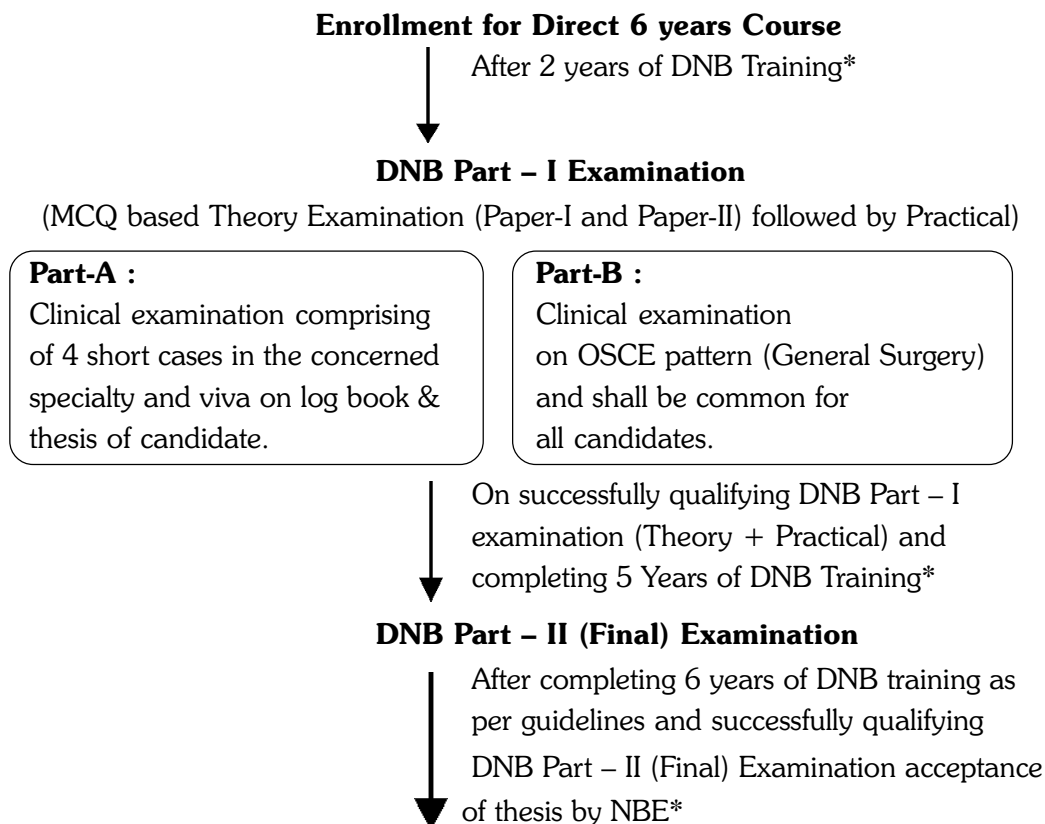 Enrollment for Direct 6 years Course
After 2 years of DNB Training*
DNB Part – I Examination
(MCQ based Theory Examination (Paper-I and Paper-II) followed by Practical)
Part-A :
Clinical examination comprising
of 4 short cases in the concerned
specialty and viva on log book &
thesis of candidate.
Part-B :
Clinical examination
on OSCE pattern (General Surgery)
and shall be common for
all candidates.
On successfully qualifying DNB Part – I
examination (Theory + Practical) and
completing 5 Years of DNB Training*
DNB Part – II (Final) Examination
After completing 6 years of DNB training as
per guidelines and successfully qualifying
DNB Part – II (Final) Examination acceptance
of thesis by NBE*